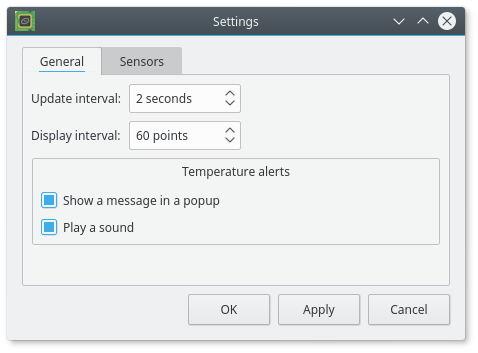 Settings
General Sensors
Update interval: 2 seconds
Display interval: 60 points
Temperature alerts
Show a message in a popup
Play a sound
OK Apply Cancel